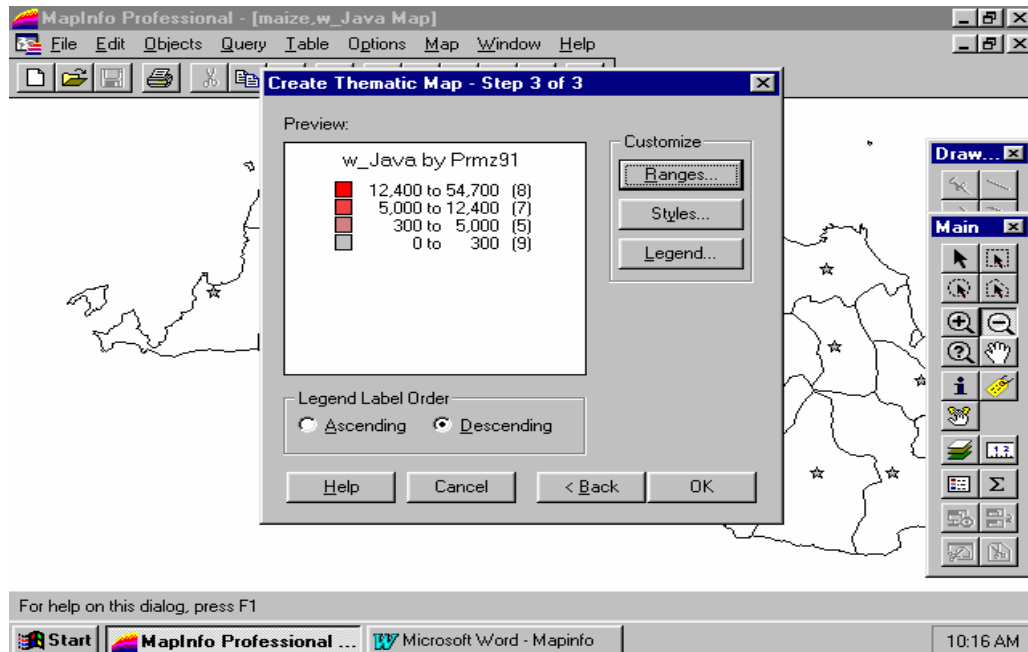 MapInfo Professional - [maize,w_Java Map]
File Edit Objects Query Table Options Map Window Help
Create Thematic Map - Step 3 of 3
Preview:
w_Java by Prmz91
12,400 to 54,700 (8)
5,000 to 12,400 (7)
300 to 5,000 (5)
0 to 300 (9)
Customize
Ranges...
Styles...
Legend...
Legend Label Order
Ascending Descending
Help Cancel < Back OK
Draw...
Main
For help on this dialog, press F1
Start MapInfo Professional ... Microsoft Word - Mapinfo 10:16 AM